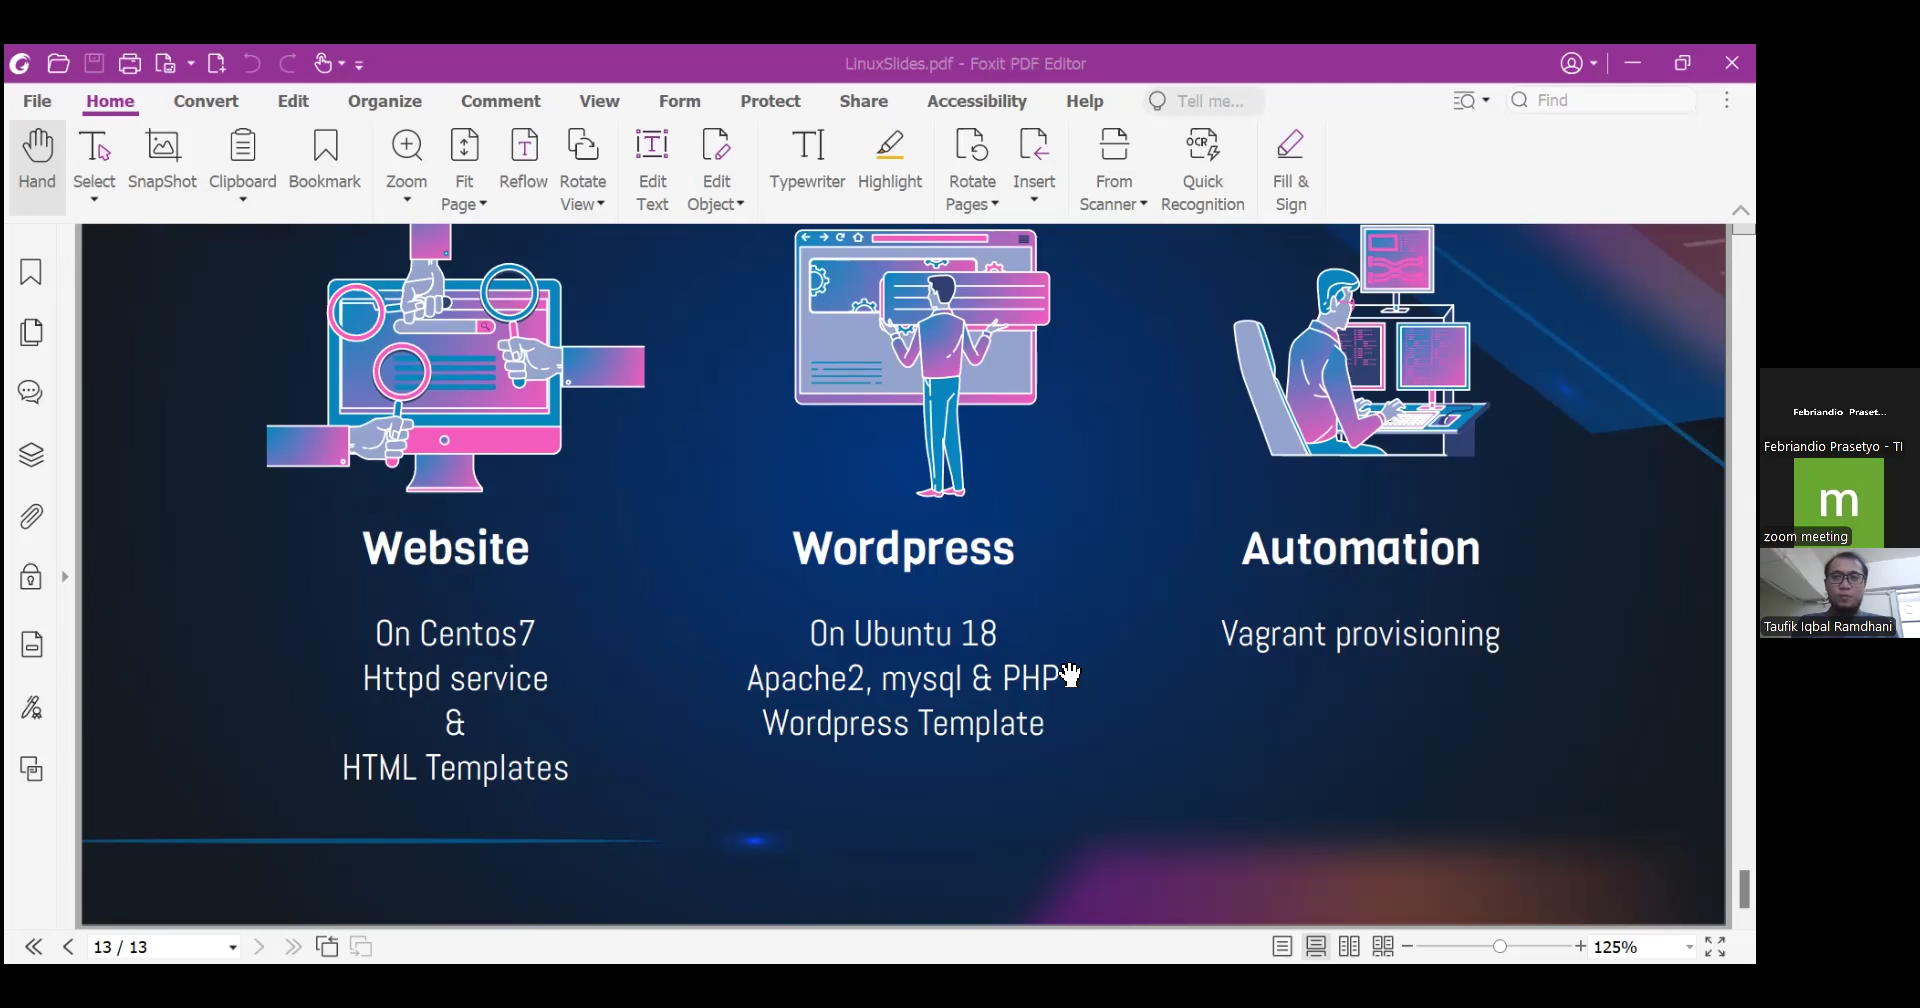 LinuxSlides.pdf - Foxit PDF Editor
File Home Convert Edit Organize Comment View Form Protect Share Accessibility Help Tell me... Find
Hand Select SnapShot Clipboard Bookmark Zoom Fit Page Reflow Rotate View Edit Text Edit Object Typewriter Highlight Rotate Pages Insert From Scanner Quick Recognition Fill & Sign
OCR
Website
On Centos7
Httpd service
&
HTML Templates
Wordpress
On Ubuntu 18
Apache2, mysql & PHP
Wordpress Template
Automation
Vagrant provisioning
Febriandio Praset...
Febriandio Prasetyo - TI
m
zoom meeting
Taufik Iqbal Ramdhani
13 / 13
125%